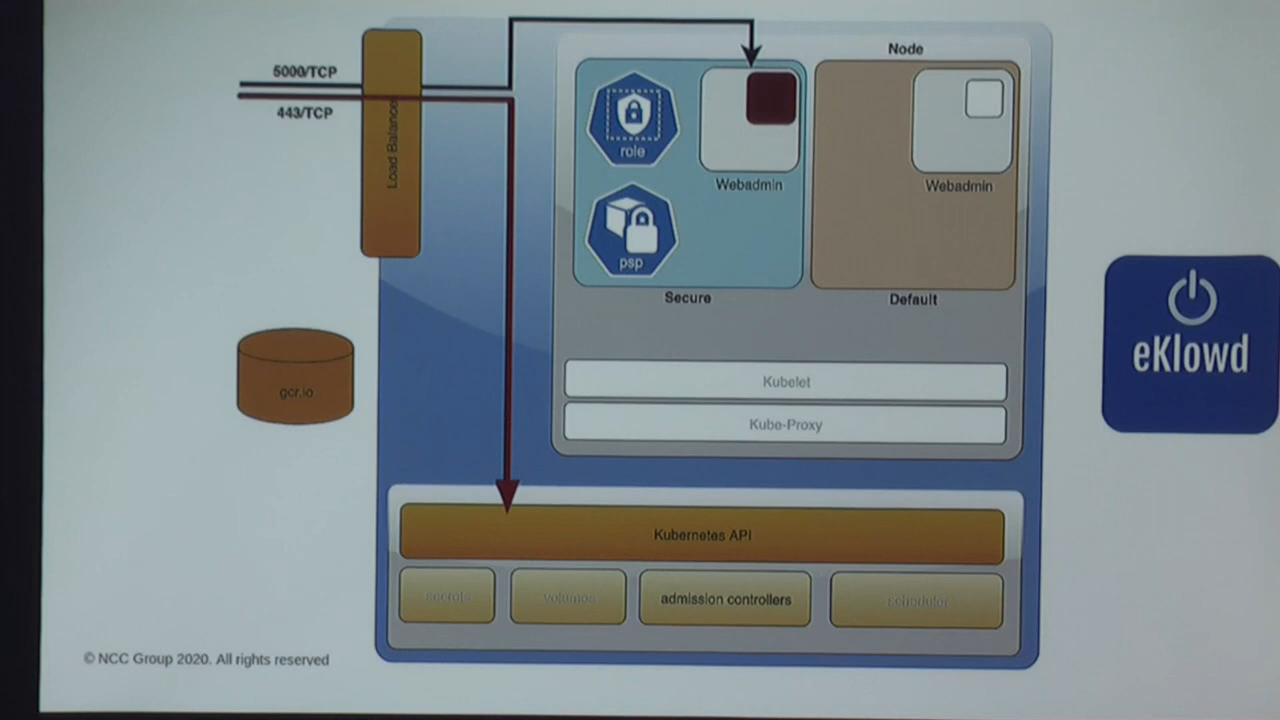 Node
5000/TCP
443/TCP
Load Balancer
role
psp
Webadmin
Webadmin
Secure
Default
gcr.io
Kubelet
Kube-Proxy
eKlowd
Kubernetes API
secrets
volumes
admission controllers
scheduler
© NCC Group 2020. All rights reserved